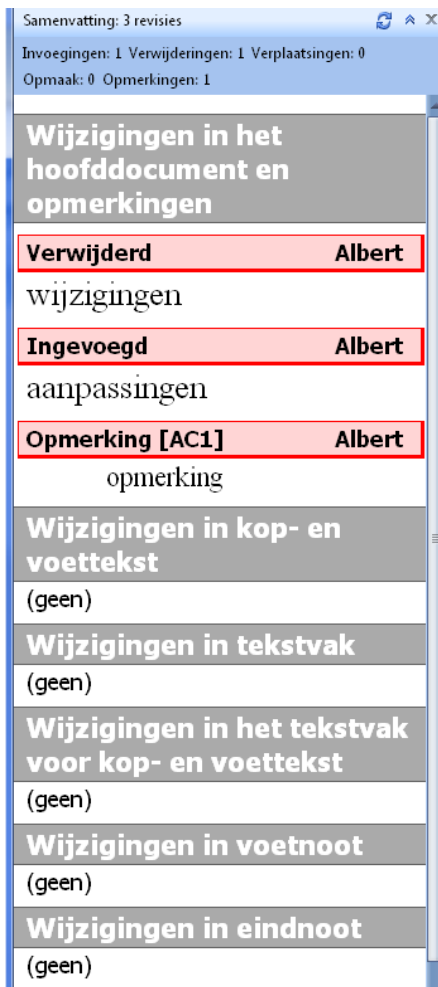 Samenvatting: 3 revisies
Invoegingen: 1 Verwijderingen: 1 Verplaatsingen: 0
Opmaak: 0 Opmerkingen: 1
Wijzigingen in het
hoofddocument en
opmerkingen
Verwijderd Albert
wijzigingen
Ingevoegd Albert
aanpassingen
Opmerking [AC1] Albert
opmerking
Wijzigingen in kop- en
voettekst
(geen)
Wijzigingen in tekstvak
(geen)
Wijzigingen in het tekstvak
voor kop- en voettekst
(geen)
Wijzigingen in voetnoot
(geen)
Wijzigingen in eindnoot
(geen)